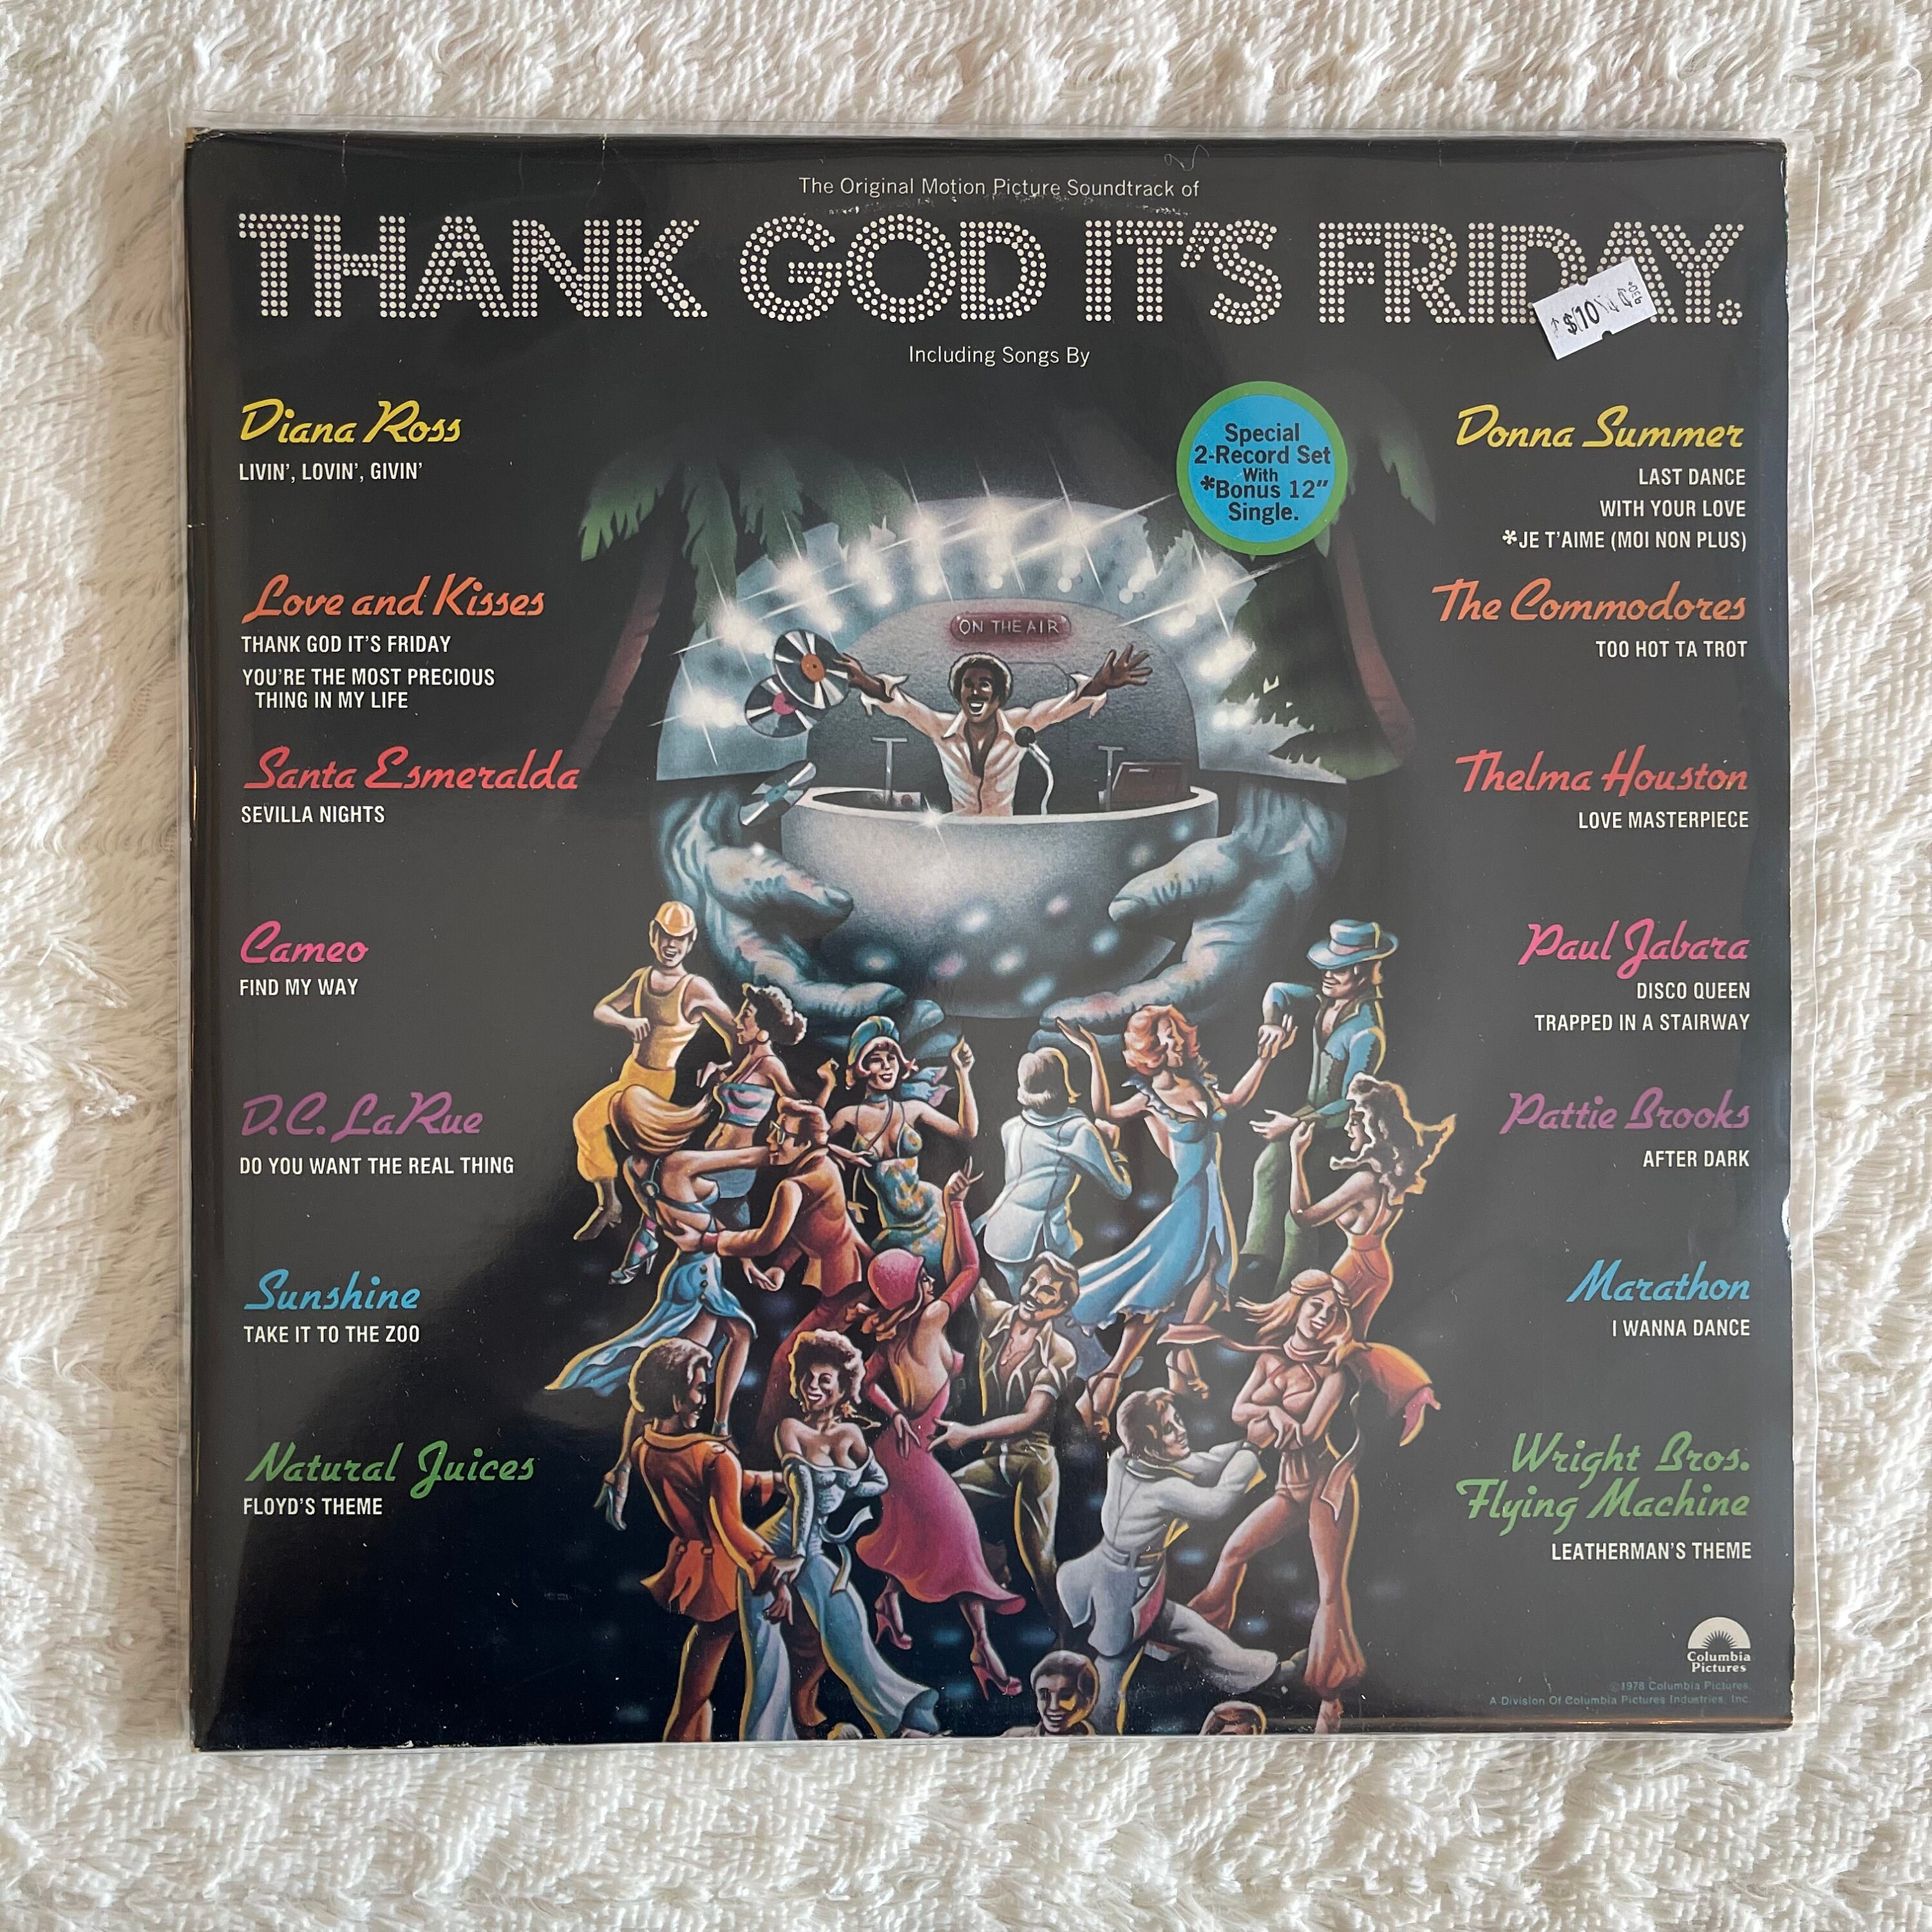 The Original Motion Picture Soundtrack of
THANK GOD IT'S FRIDAY.
$10
Including Songs By
Diana Ross
LIVIN', LOVIN', GIVIN'
Love and Kisses
THANK GOD IT'S FRIDAY
YOU'RE THE MOST PRECIOUS
THING IN MY LIFE
Santa Esmeralda
SEVILLA NIGHTS
Cameo
FIND MY WAY
D.C. LaRue
DO YOU WANT THE REAL THING
Sunshine
TAKE IT TO THE ZOO
Natural Juices
FLOYD'S THEME
Special
2-Record Set
With
*Bonus 12"
Single.
ON THE AIR
Donna Summer
LAST DANCE
WITH YOUR LOVE
*JE T'AIME (MOI NON PLUS)
The Commodores
TOO HOT TA TROT
Thelma Houston
LOVE MASTERPIECE
Paul Jabara
DISCO QUEEN
TRAPPED IN A STAIRWAY
Pattie Brooks
AFTER DARK
Marathon
I WANNA DANCE
Wright Bros.
Flying Machine
LEATHERMAN'S THEME
Columbia
Pictures
©1978 Columbia Pictures,
A Division Of Columbia Pictures Industries, Inc.